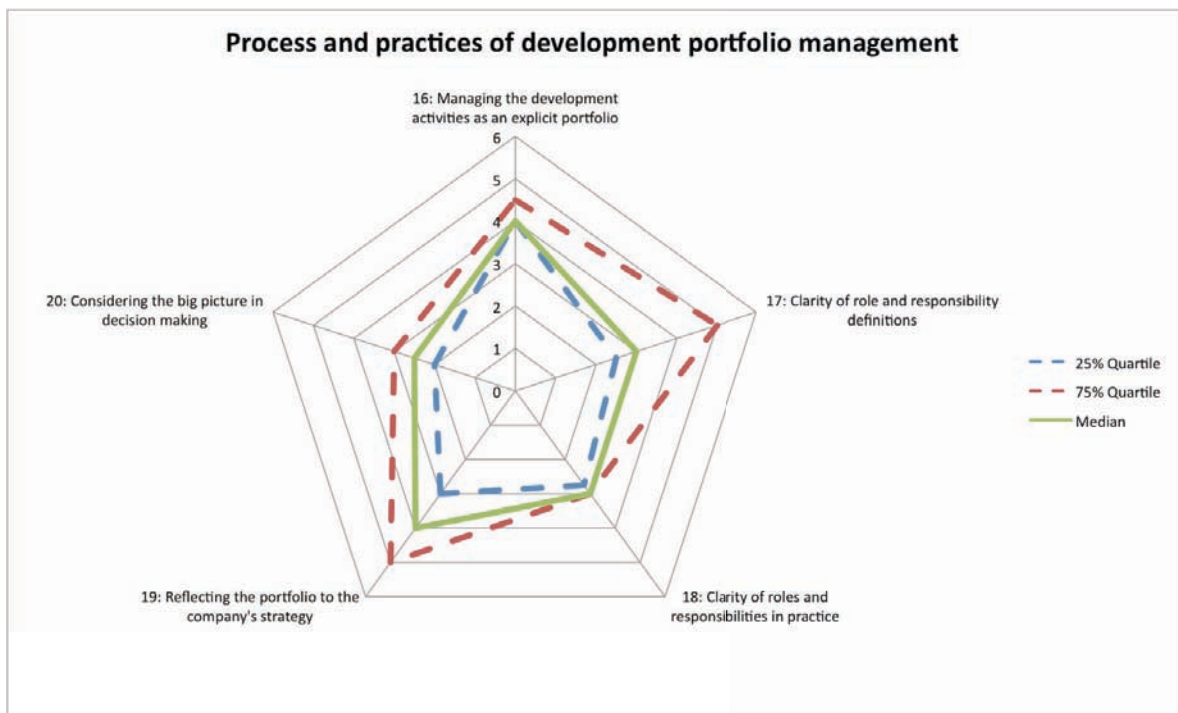 Process and practices of development portfolio management
16: Managing the development
activities as an explicit portfolio
6
5
4
3
2
1
0
17: Clarity of role and responsibility
definitions
18: Clarity of roles and
responsibilities in practice
19: Reflecting the portfolio to the
company's strategy
20: Considering the big picture in
decision making
25% Quartile
75% Quartile
Median